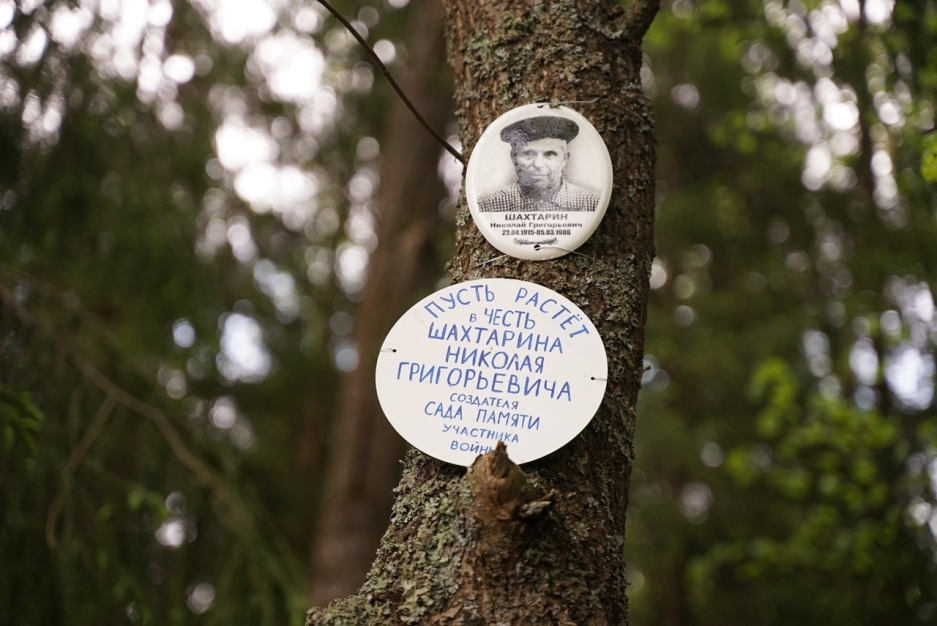 ШАХТАРИН
Николай Григорьевич
23.04.1915-05.03.1986
ПУСТЬ РАСТЁТ
в ЧЕСТЬ
ШАХТАРИНА
НИКОЛАЯ
ГРИГОРЬЕВИЧА
СОЗДАТЕЛЯ
САДА ПАМЯТИ
УЧАСТНИКА
ВОЙНЫ